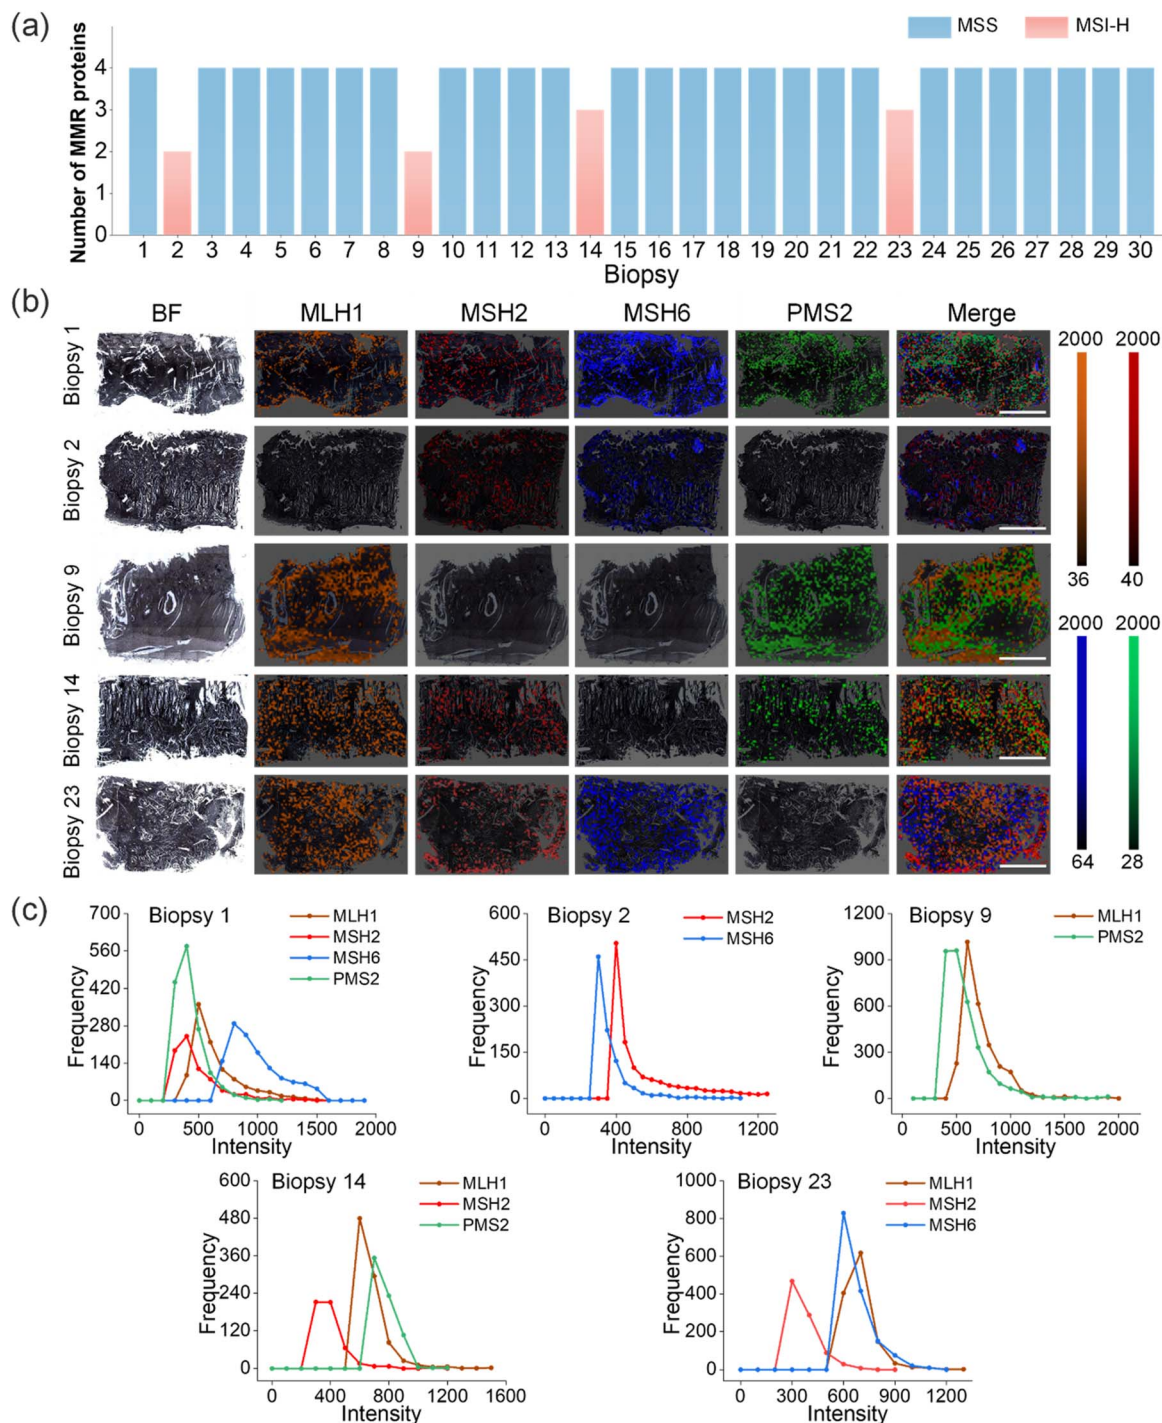 (a)
MSS
MSI-H
Number of MMR proteins
4
3
2
1
0
1 2 3 4 5 6 7 8 9 10 11 12 13 14 15 16 17 18 19 20 21 22 23 24 25 26 27 28 29 30
Biopsy
(b)
BF MLH1 MSH2 MSH6 PMS2 Merge
Biopsy 1
Biopsy 2
Biopsy 9
Biopsy 14
Biopsy 23
2000 2000
36 40
2000 2000
64 28
(c)
Biopsy 1
MLH1
MSH2
MSH6
PMS2
Frequency
700
560
420
280
140
0
0 500 1000 1500 2000
Intensity
Biopsy 2
MSH2
MSH6
Frequency
600
450
300
150
0
0 400 800 1200
Intensity
Biopsy 9
MLH1
PMS2
Frequency
1200
900
600
300
0
0 500 1000 1500 2000
Intensity
Biopsy 14
MLH1
MSH2
PMS2
Frequency
600
480
360
240
120
0
0 400 800 1200 1600
Intensity
Biopsy 23
MLH1
MSH2
MSH6
Frequency
1000
800
600
400
200
0
0 300 600 900 1200
Intensity